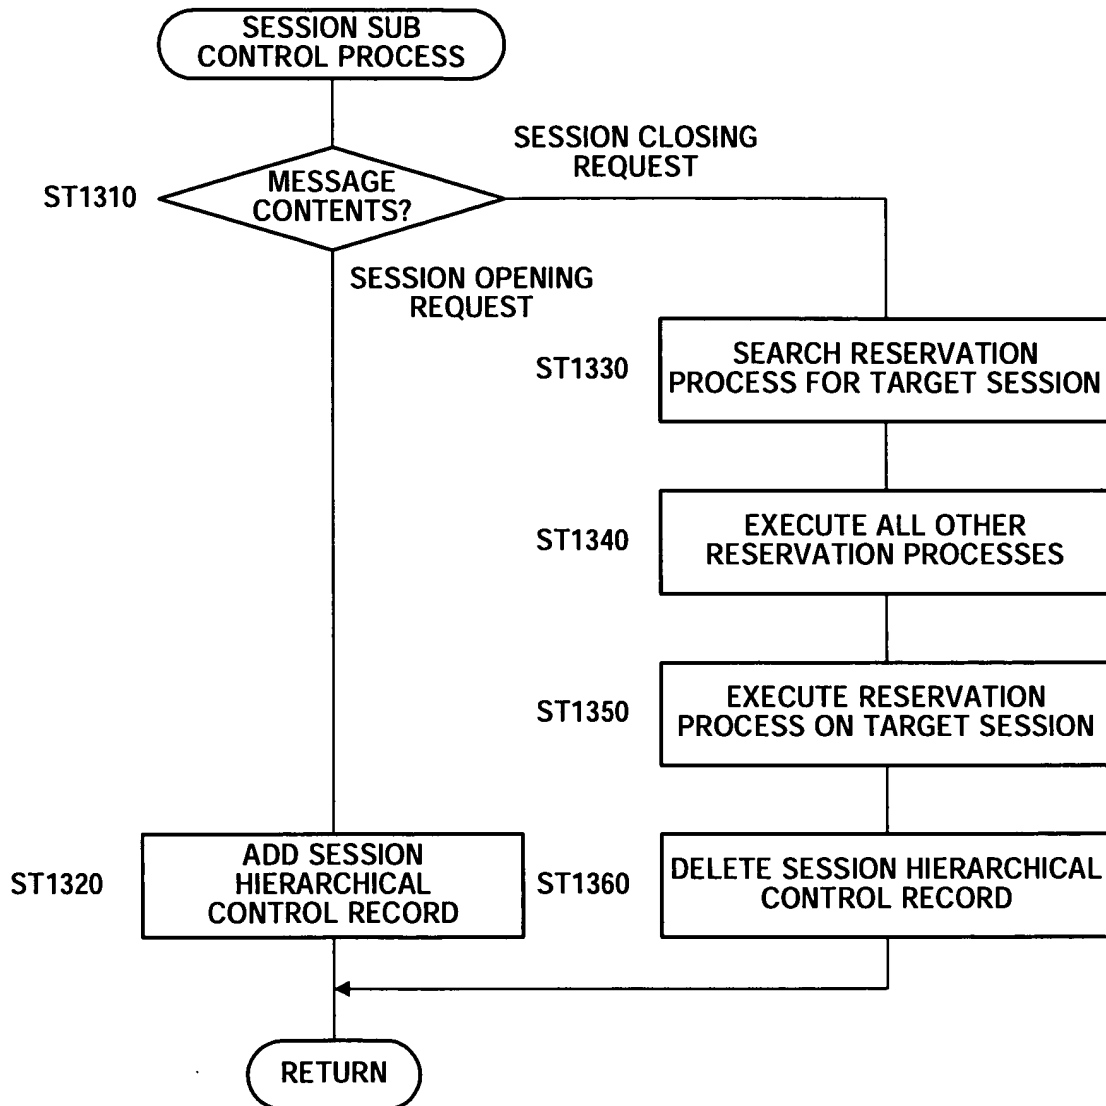 SESSION SUB
CONTROL PROCESS
SESSION CLOSING
REQUEST
ST1310
MESSAGE
CONTENTS?
SESSION OPENING
REQUEST
ST1330
SEARCH RESERVATION
PROCESS FOR TARGET SESSION
ST1340
EXECUTE ALL OTHER
RESERVATION PROCESSES
ST1350
EXECUTE RESERVATION
PROCESS ON TARGET SESSION
ST1320
ADD SESSION
HIERARCHICAL
CONTROL RECORD
ST1360
DELETE SESSION HIERARCHICAL
CONTROL RECORD
RETURN